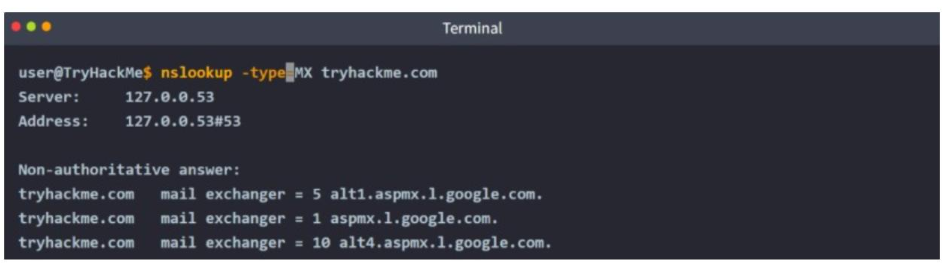 Terminal
user@TryHackMe$ nslookup -type=MX tryhackme.com
Server: 127.0.0.53
Address: 127.0.0.53#53
Non-authoritative answer:
tryhackme.com mail exchanger = 5 alt1.aspmx.l.google.com.
tryhackme.com mail exchanger = 1 aspmx.l.google.com.
tryhackme.com mail exchanger = 10 alt4.aspmx.l.google.com.